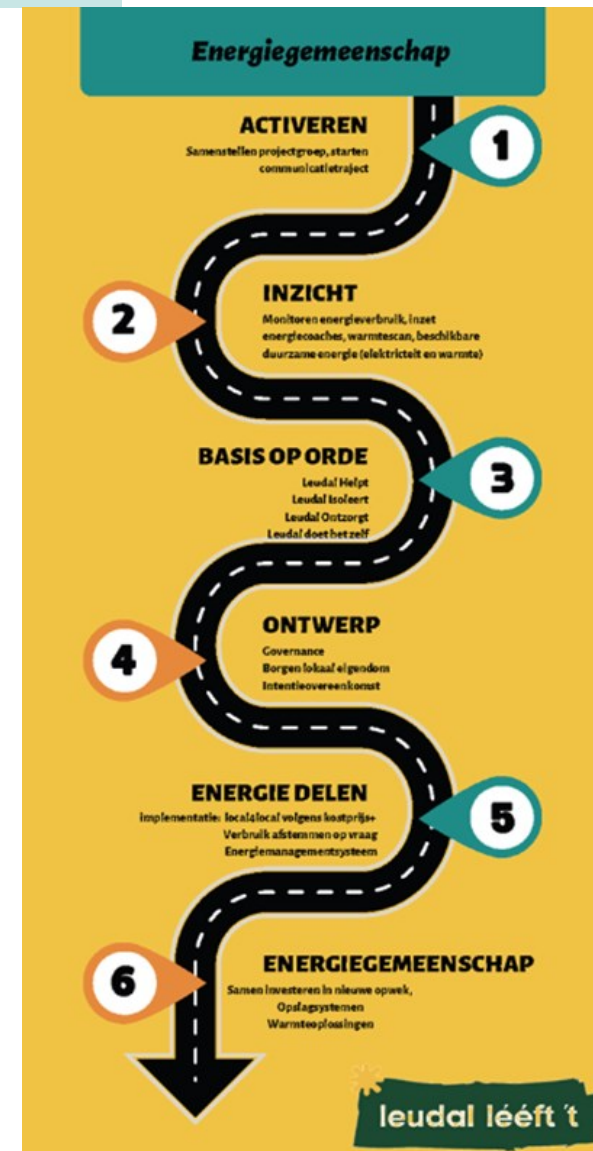 Energiegemeenschap
ACTIVEREN
Samenstellen projectgroep, starten
communicatietraject
1
INZICHT
Monitoren energieverbruik, inzet
energiecoaches, warmtescan, beschikbare
duurzame energie (elektriciteit en warmte)
2
BASIS OP ORDE
Leudal Helpt
Leudal Isoleert
Leudal Ontzorgt
Leudal doet het zelf
3
ONTWERP
Governance
Borgen lokaal eigendom
Intentieovereenkomst
4
ENERGIE DELEN
Implementatie: local4local volgens kostprijs+
Verbruik afstemmen op vraag
Energiemanagementsysteem
5
ENERGIEGEMEENSCHAP
Samen investeren in nieuwe opwek,
Opslagsystemen
Warmteoplossingen
6
leudal lééft 't